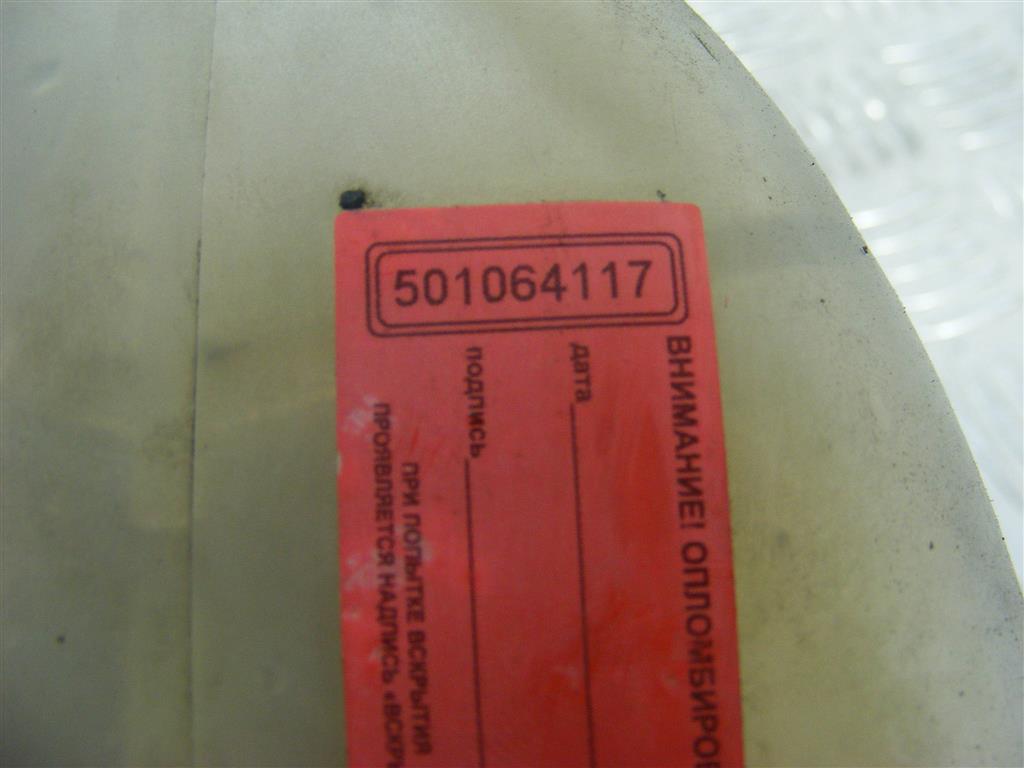 501064117
ВНИМАНИЕ! ОПЛОМБИРОВ
дата
подпись
ПРИ ПОПЫТКЕ ВСКРЫТИЯ
ПРОЯВЛЯЕТСЯ НАДПИСЬ «ВСКР